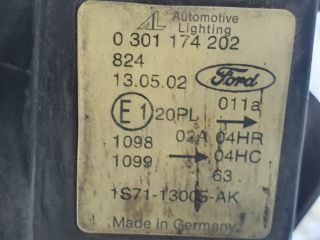 AL Automotive
Lighting
0 301 174 202
824
13.05.02 Ford
E1 20PL 011a
1098 02A 04HR
1099 04HC
63
1S71-13005-AK
Made in Germany